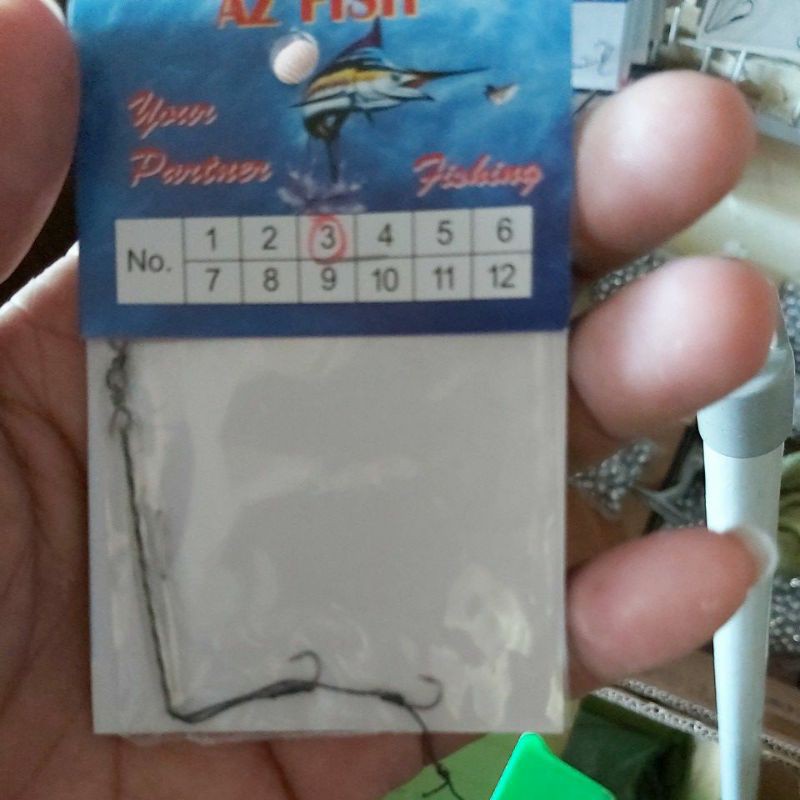 AZ FISH
Your
Partner Fishing
No. 1 2 3 4 5 6
7 8 9 10 11 12